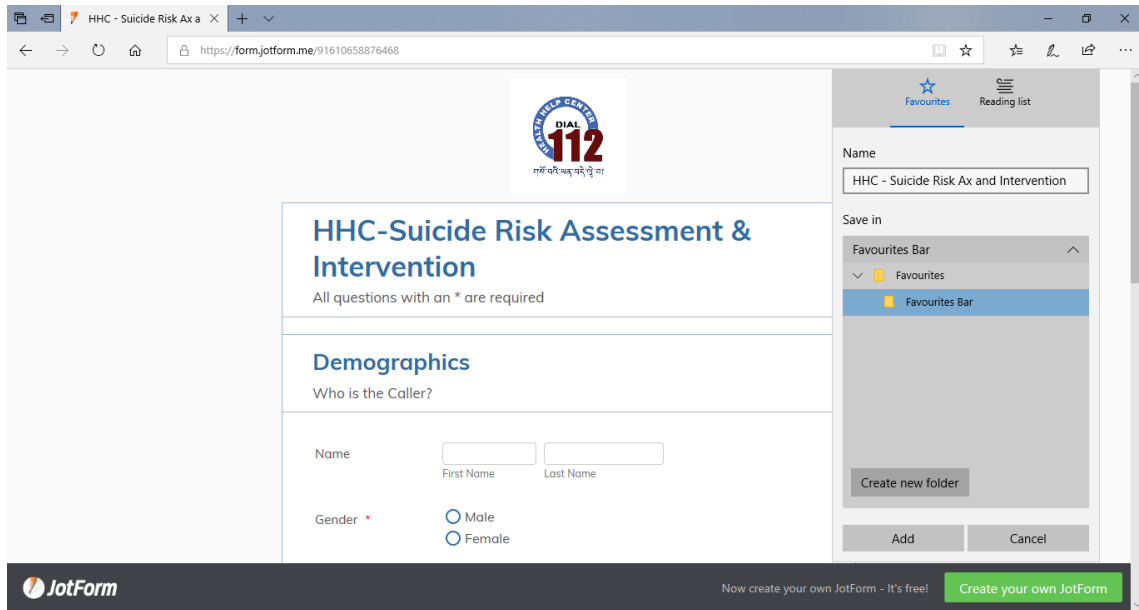 HHC - Suicide Risk Ax a
https://form.jotform.me/91610658876468
Favourites
Reading list
HEALTH HELP CENTER
DIAL
112
Name
HHC - Suicide Risk Ax and Intervention
Save in
Favourites Bar
Favourites
Favourites Bar
Create new folder
Add Cancel
HHC-Suicide Risk Assessment &
Intervention
All questions with an * are required
Demographics
Who is the Caller?
Name
First Name Last Name
Gender *
Male
Female
JotForm
Now create your own JotForm - It's free!
Create your own JotForm